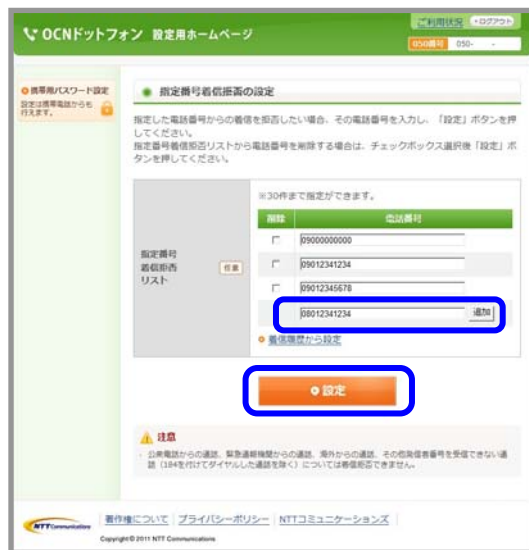 ご利用状況 ログアウト
OCNドットフォン 設定用ホームページ
050番号 050- -
携帯用パスワード設定
設定は携帯電話からも
行えます。
指定番号着信拒否の設定
指定した電話番号からの着信を拒否したい場合、その電話番号を入力し、「設定」ボタンを押
してください。
指定番号着信拒否リストから電話番号を削除する場合は、チェックボックス選択後「設定」ボ
タンを押してください。
※30件まで指定ができます。
削除 電話番号
09000000000
指定番号
着信拒否
リスト
任意
09012341234
09012345678
08012341234 追加
着信履歴から設定
設定
注意
・ 公衆電話からの通話、緊急通報機関からの通話、海外からの通話、その他発信者番号を受信できない通
話（184を付けてダイヤルした通話を除く）については着信拒否できません。
NTT Communications
著作権について プライバシーポリシー NTTコミュニケーションズ
Copyright © 2011 NTT Communications